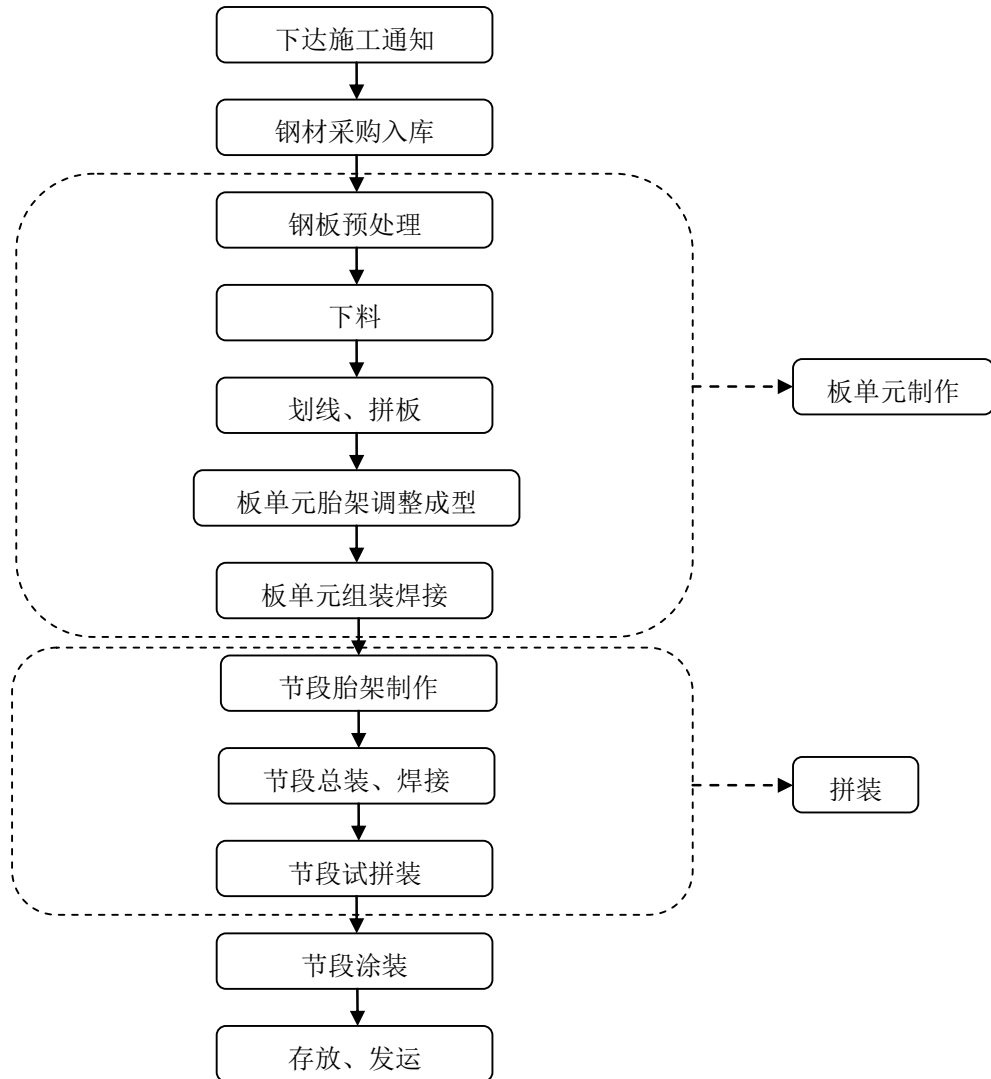 下达施工通知
钢材采购入库
钢板预处理
下料
划线、拼板
板单元制作
板单元胎架调整成型
板单元组装焊接
节段胎架制作
节段总装、焊接
拼装
节段试拼装
节段涂装
存放、发运